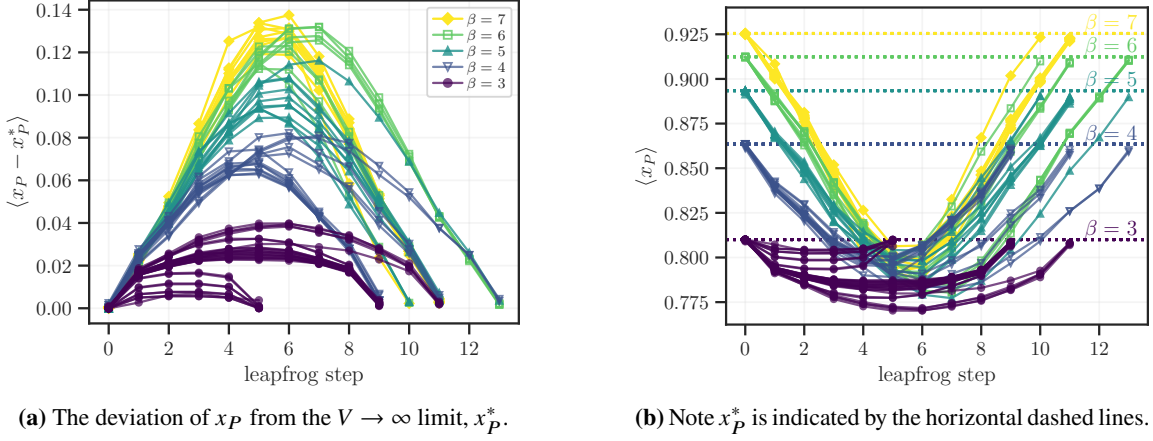 0.14
0.12
0.10
0.08
0.06
0.04
0.02
0.00
⟨x_P − x_P^*⟩
β = 7
β = 6
β = 5
β = 4
β = 3
0 2 4 6 8 10 12
leapfrog step
(a) The deviation of x_P from the V → ∞ limit, x_P^*.
0.925
0.900
0.875
0.850
0.825
0.800
0.775
⟨x_P⟩
β = 7
β = 6
β = 5
β = 4
β = 3
0 2 4 6 8 10 12
leapfrog step
(b) Note x_P^* is indicated by the horizontal dashed lines.